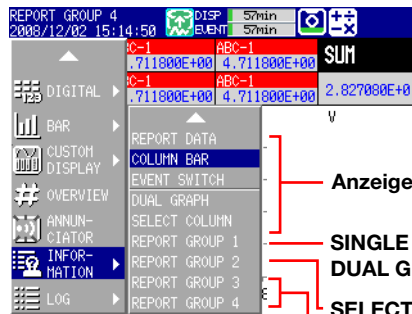 REPORT GROUP 4
2008/12/02 15:14:50
DISP 57min
EVENT 57min
C-1 ABC-1 SUM
.711800E+00 4.711800E+00
.711800E+00 4.711800E+00 2.827080E+0
V
DIGITAL
BAR
CUSTOM
DISPLAY
OVERVIEW
ANNUN-
CIATOR
INFOR-
MATION
LOG
REPORT DATA
COLUMN BAR
EVENT SWITCH
DUAL GRAPH
SELECT COLUMN
REPORT GROUP 1
REPORT GROUP 2
REPORT GROUP 3
REPORT GROUP 4
Anzeige
SINGLE
DUAL G
SELECT